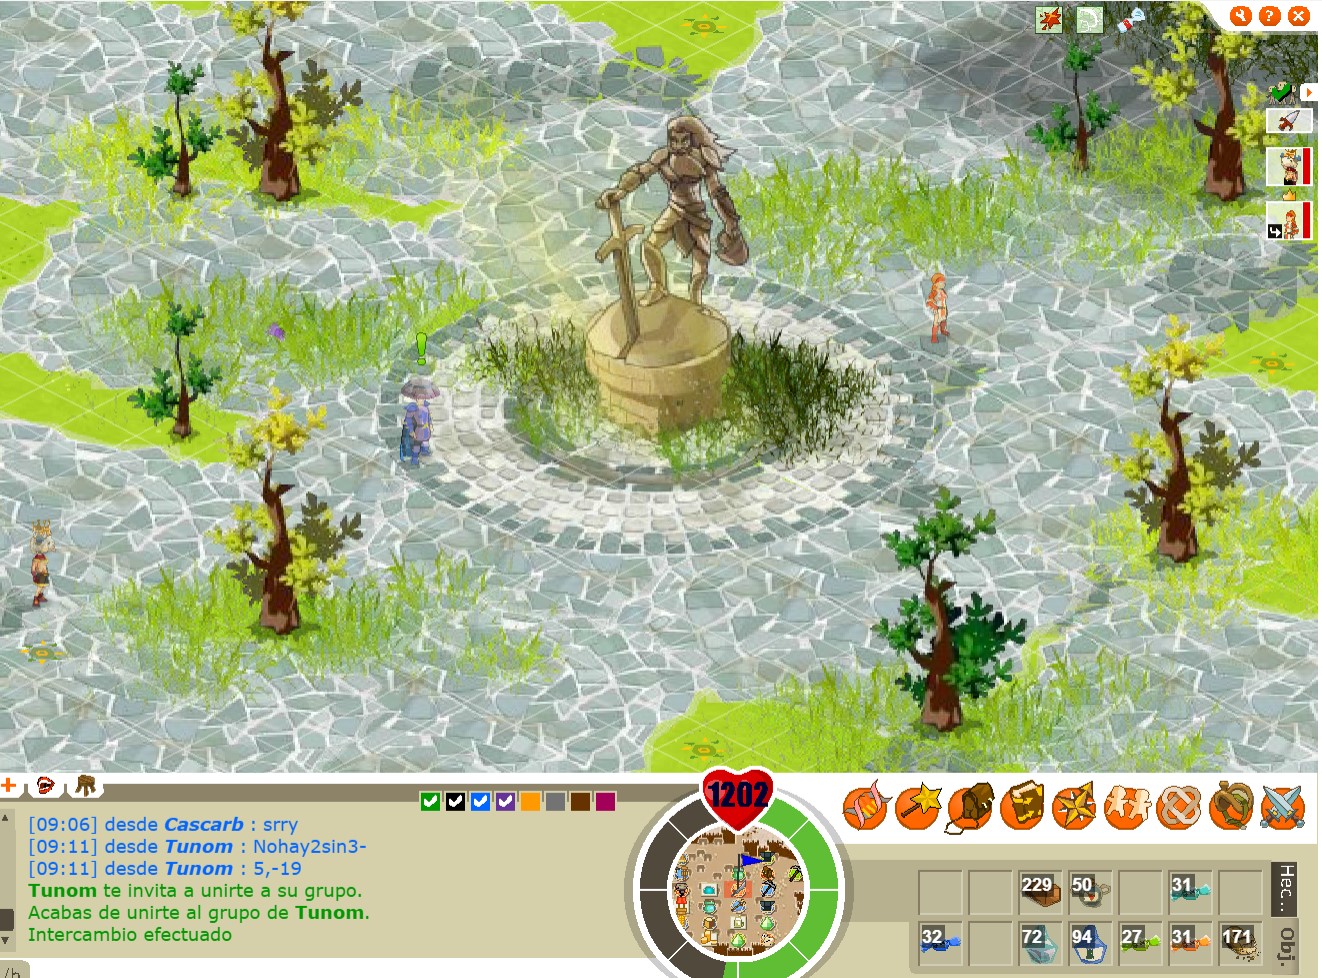 ?
!
1202
[09:06] desde Cascarb : srry
[09:11] desde Tunom : Nohay2sin3-
[09:11] desde Tunom : 5,-19
Tunom te invita a unirte a su grupo.
Acabas de unirte al grupo de Tunom.
Intercambio efectuado
/b
229 50 31
32 72 94 27 31 171
Hec...
Obj.